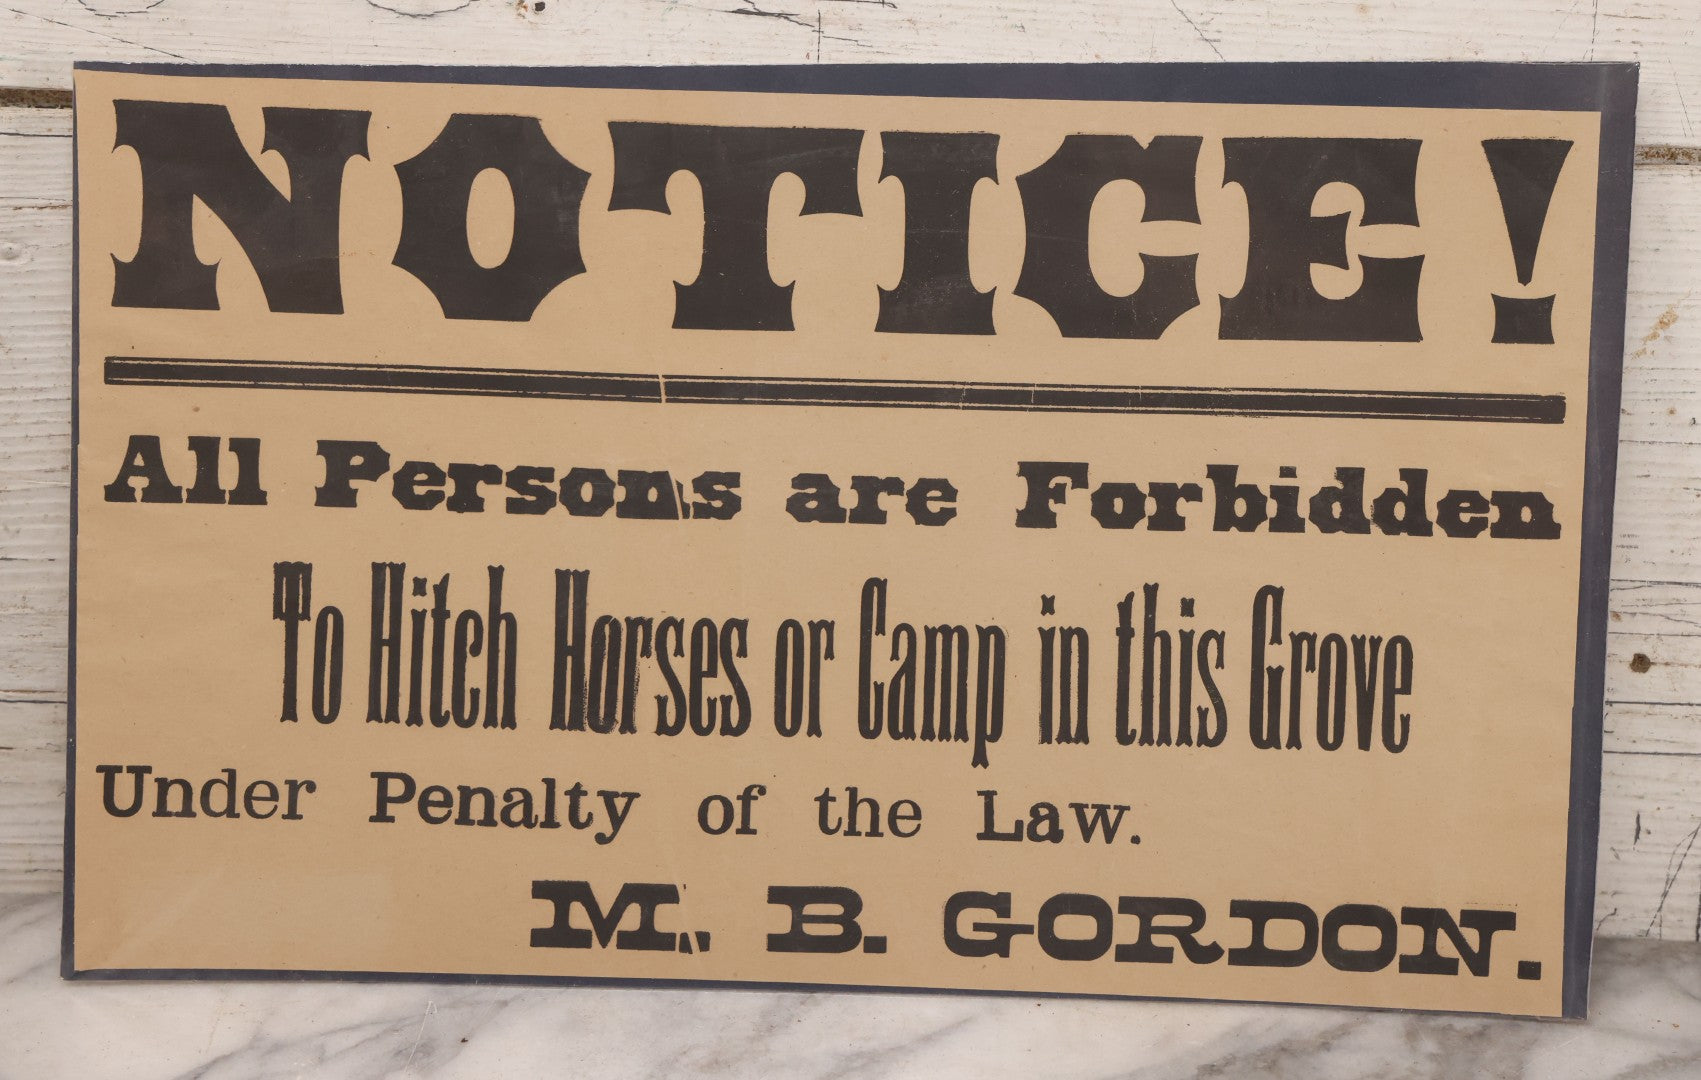 NOTICE!
All Persons are Forbidden
To Hitch Horses or Camp in this Grove
Under Penalty of the Law.
M. B. GORDON.